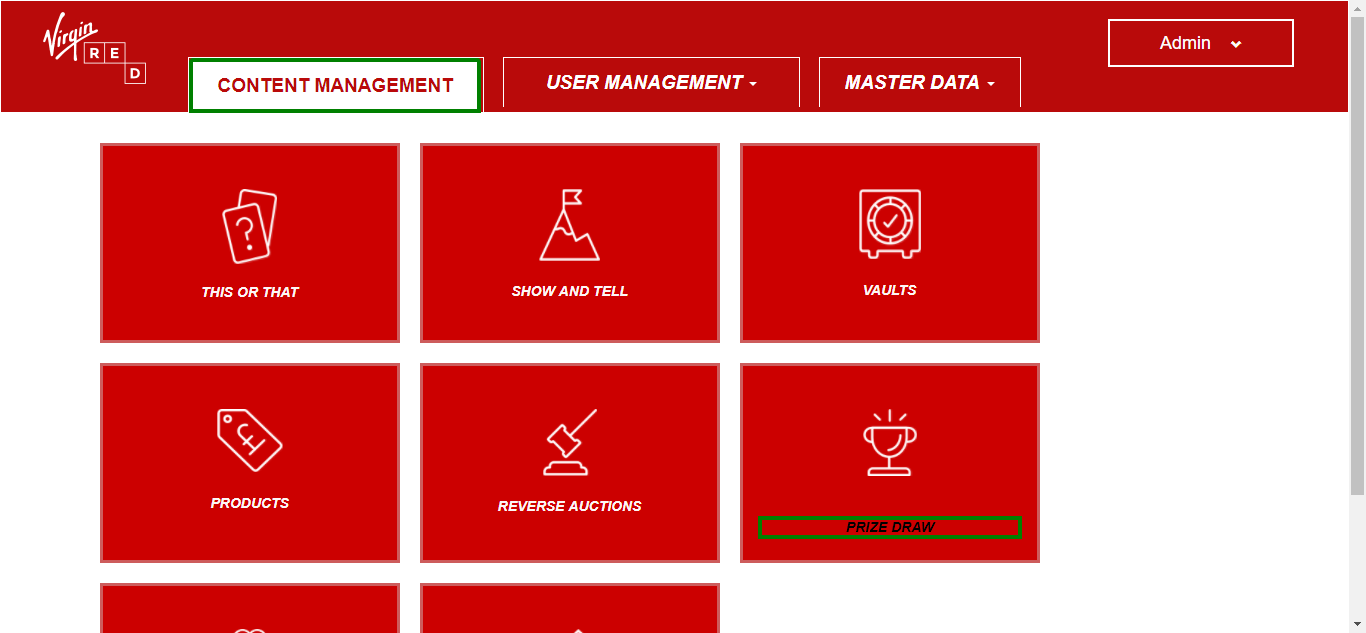 Virgin
RED
Admin
CONTENT MANAGEMENT
USER MANAGEMENT
MASTER DATA
THIS OR THAT
SHOW AND TELL
VAULTS
?
£
PRODUCTS
REVERSE AUCTIONS
PRIZE DRAW